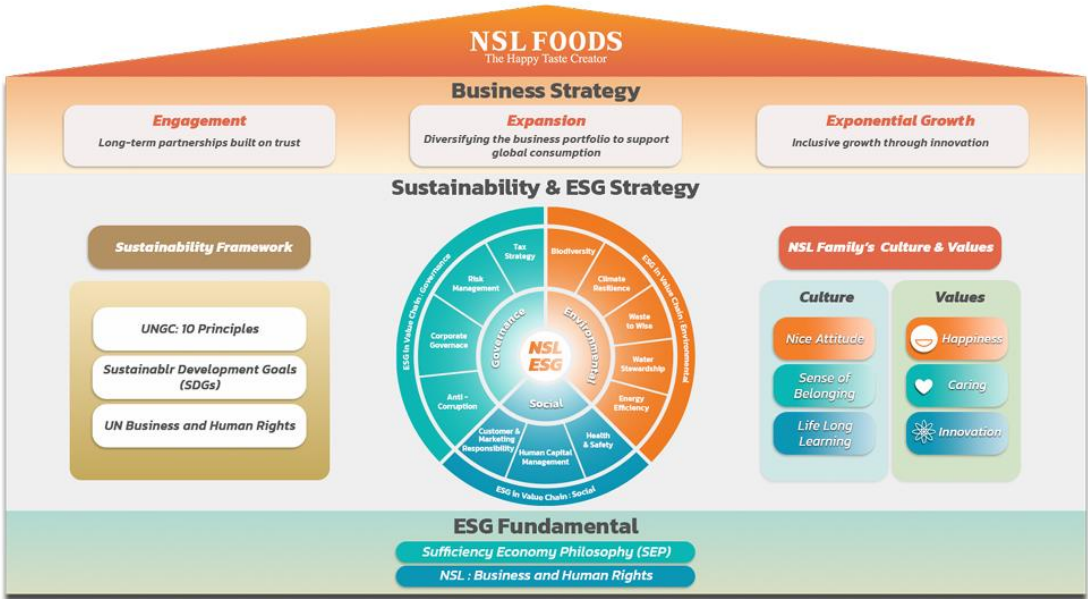 NSL FOODS
The Happy Taste Creator
Business Strategy
Engagement
Long-term partnerships built on trust
Expansion
Diversifying the business portfolio to support
global consumption
Exponential Growth
Inclusive growth through innovation
Sustainability & ESG Strategy
Sustainability Framework
UNGC: 10 Principles
Sustainablr Development Goals
(SDGs)
UN Business and Human Rights
ESG in Value Chain : Governance
Tax
Strategy
Risk
Management
Corporate
Governace
Anti -
Corruption
Governance
ESG in Value Chain : Environmental
Biodiversity
Climate
Resilience
Waste
to Wise
Water
Stewardship
Energy
Efficiency
Environmental
NSL
ESG
Social
Customer &
Marketing
Responsibility
Human Capital
Management
Health
& Safety
ESG in Value Chain : Social
NSL Family's Culture & Values
Culture
Nice Attitude
Sense of
Belonging
Life Long
Learning
Values
Happiness
Caring
Innovation
ESG Fundamental
Sufficiency Economy Philosophy (SEP)
NSL : Business and Human Rights